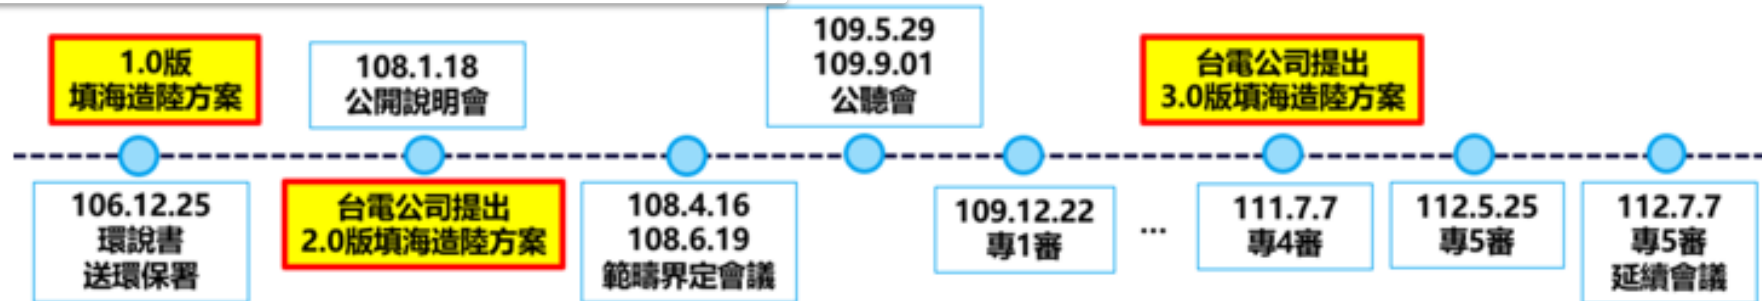 1.0版
填海造陸方案
106.12.25
環說書
送環保署
108.1.18
公開說明會
台電公司提出
2.0版填海造陸方案
108.4.16
108.6.19
範疇界定會議
109.5.29
109.9.01
公聽會
109.12.22
專1審
...
台電公司提出
3.0版填海造陸方案
111.7.7
專4審
112.5.25
專5審
112.7.7
專5審
延續會議